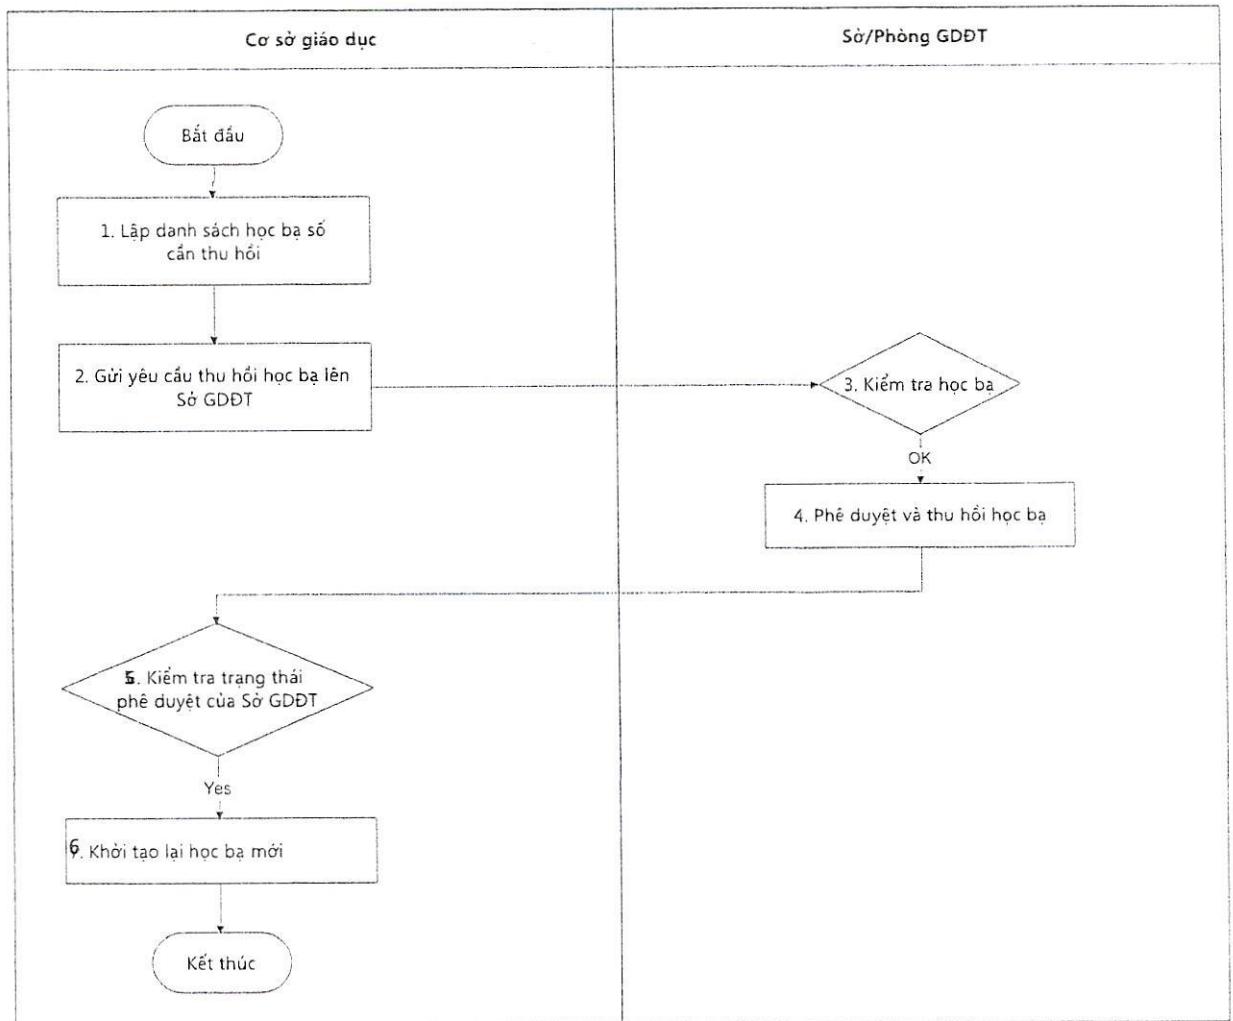 Cơ sở giáo dục
Sở/Phòng GDĐT
Bắt đầu
1. Lập danh sách học bạ số
cần thu hồi
2. Gửi yêu cầu thu hồi học bạ lên
Sở GDĐT
3. Kiểm tra học bạ
OK
4. Phê duyệt và thu hồi học bạ
5. Kiểm tra trạng thái
phê duyệt của Sở GDĐT
Yes
6. Khởi tạo lại học bạ mới
Kết thúc